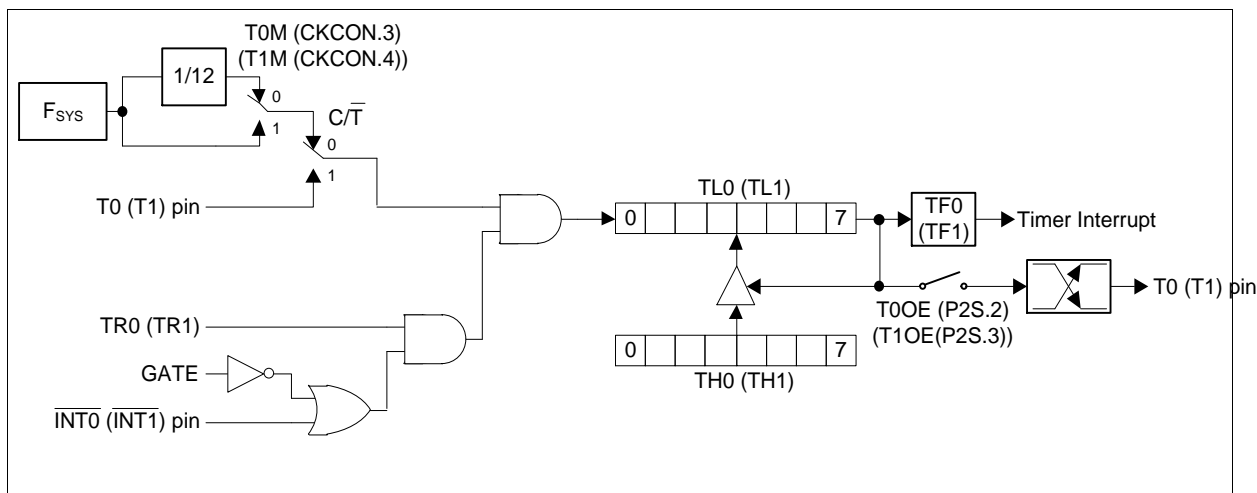 T0M (CKCON.3)
(T1M (CKCON.4))
1/12
FSYS
0
1
C/T̅
0
1
T0 (T1) pin
TL0 (TL1)
0
7
TF0
(TF1)
Timer Interrupt
T0 (T1) pin
T0OE (P2S.2)
(T1OE(P2S.3))
TR0 (TR1)
GATE
I̅N̅T̅0̅ (I̅N̅T̅1̅) pin
0
7
TH0 (TH1)